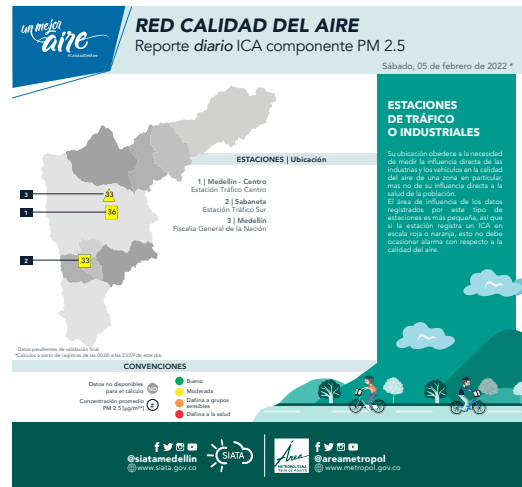 un mejor
aire
#CalidadDelAire
RED CALIDAD DEL AIRE
Reporte diario ICA componente PM 2.5
Sábado, 05 de febrero de 2022 *
ESTACIONES
DE TRÁFICO
O INDUSTRIALES
Su ubicación obedece a la necesidad
de medir la influencia directa de las
industrias y los vehículos en la calidad
del aire de una zona en particular,
mas no de su influencia directa a la
salud de la población.
El área de influencia de los datos
registrados por este tipo de
estaciones es más pequeña, así que
si la estación registra un ICA en
escala roja o naranja, esto no debe
ocasionar alarma con respecto a la
calidad del aire.
ESTACIONES | Ubicación
1 | Medellín - Centro
Estación Tráfico Centro
2 | Sabaneta
Estación Tráfico Sur
3 | Medellín
Fiscalía General de la Nación
3
33
1
36
2
33
Datos pendientes de validación final.
*Cálculos a partir de registros de las 00:00 a las 23:59 de este día.
CONVENCIONES
Datos no disponibles
para el cálculo
ND
Concentración promedio
PM 2.5 [µg/m³*]
#
Buena
Moderada
Dañina a grupos
sensibles
Dañina a la salud
@siatamedellin
www.siata.gov.co
SIATA
Área
METROPOLITANA
Valle de Aburrá
@areametropol
www.metropol.gov.co